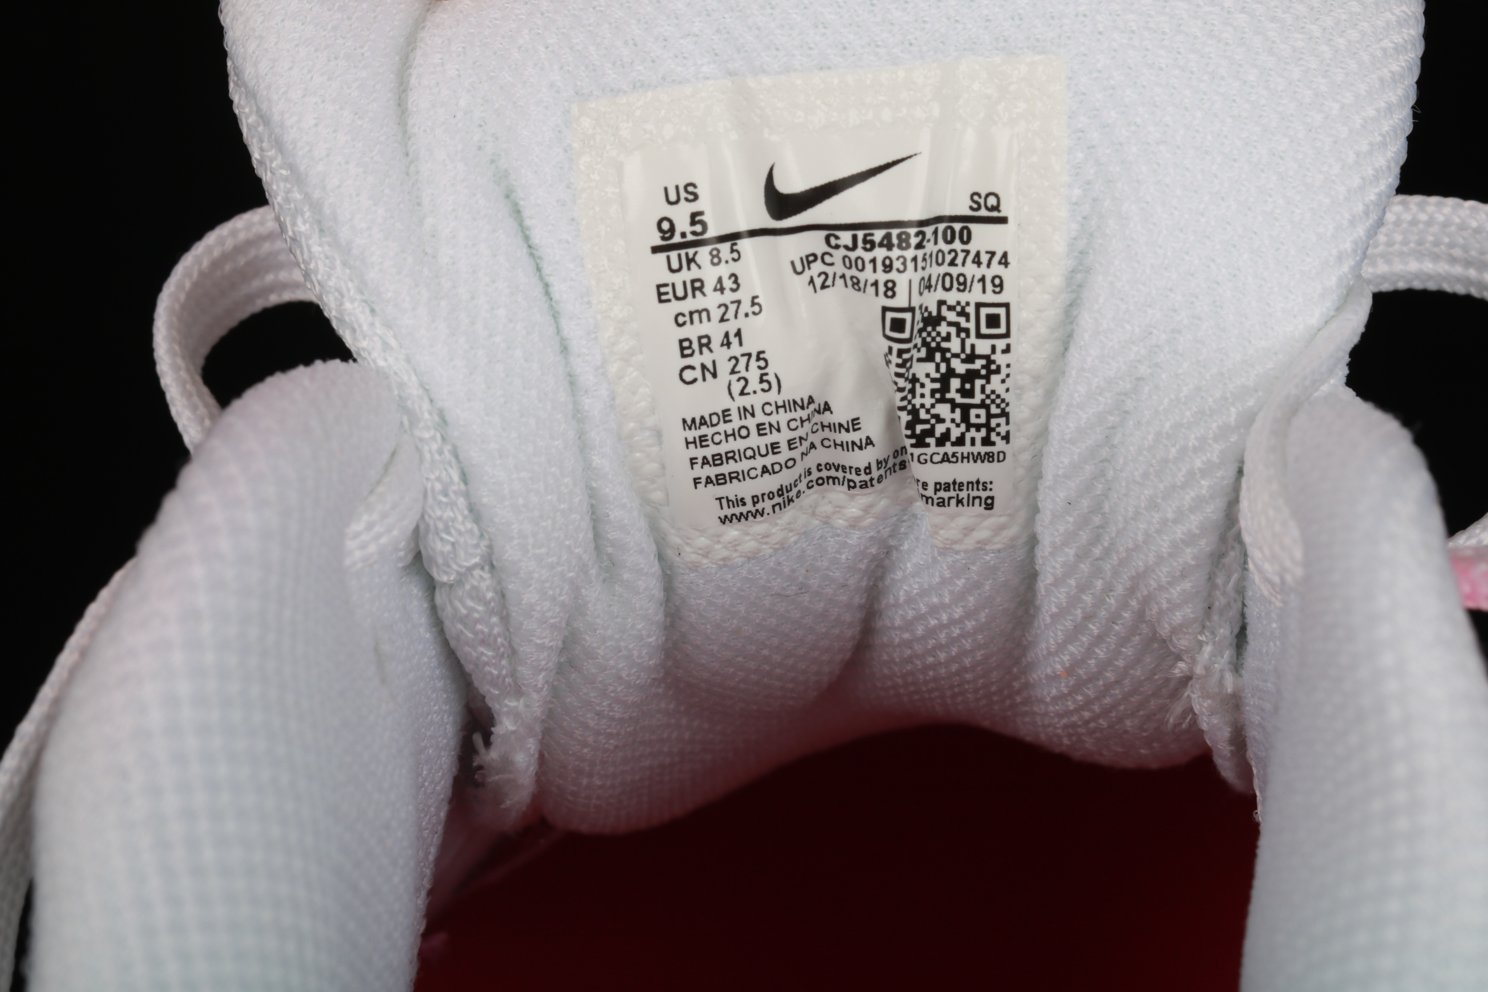 US
9.5
SQ
UK 8.5
EUR 43
cm 27.5
BR 41
CN 275
(2.5)
CJ5482-100
UPC 00193151027474
12/18/18 04/09/19
MADE IN CHINA
HECHO EN CHINA
FABRIQUE EN CHINE
FABRICADO NA CHINA
GCA5HW8D
This product is covered by on re patents:
www.nike.com/patents marking